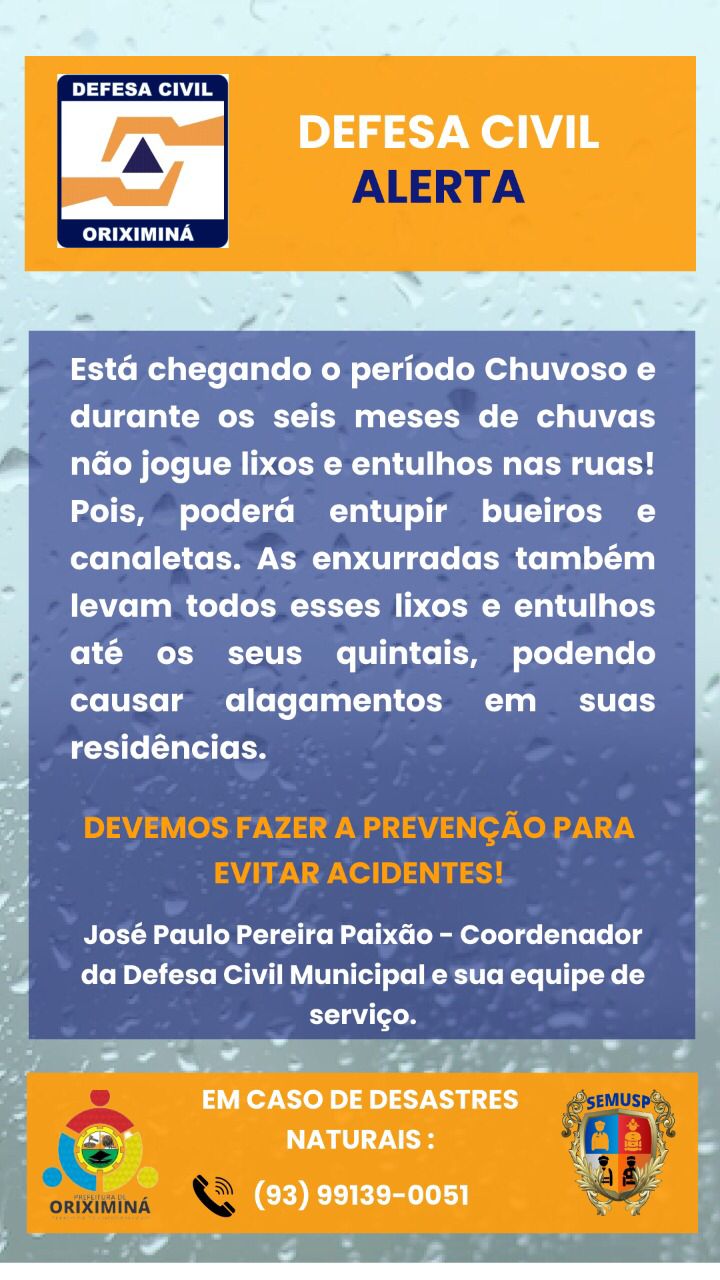 DEFESA CIVIL
ORIXIMINÁ
DEFESA CIVIL
ALERTA
Está chegando o período Chuvoso e
durante os seis meses de chuvas
não jogue lixos e entulhos nas ruas!
Pois, poderá entupir bueiros e
canaletas. As enxurradas também
levam todos esses lixos e entulhos
até os seus quintais, podendo
causar alagamentos em suas
residências.
DEVEMOS FAZER A PREVENÇÃO PARA
EVITAR ACIDENTES!
José Paulo Pereira Paixão - Coordenador
da Defesa Civil Municipal e sua equipe de
serviço.
EM CASO DE DESASTRES
NATURAIS :
(93) 99139-0051
PREFEITURA DE
ORIXIMINÁ
SEMUSP